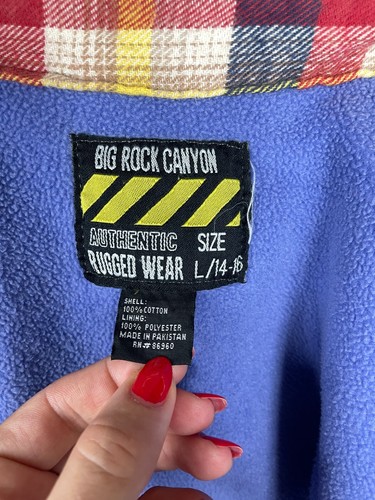 BIG ROCK CANYON
AUTHENTIC SIZE
RUGGED WEAR L/14-16
SHELL:
100% COTTON
LINING:
100% POLYESTER
MADE IN PAKISTAN
RN# 86960